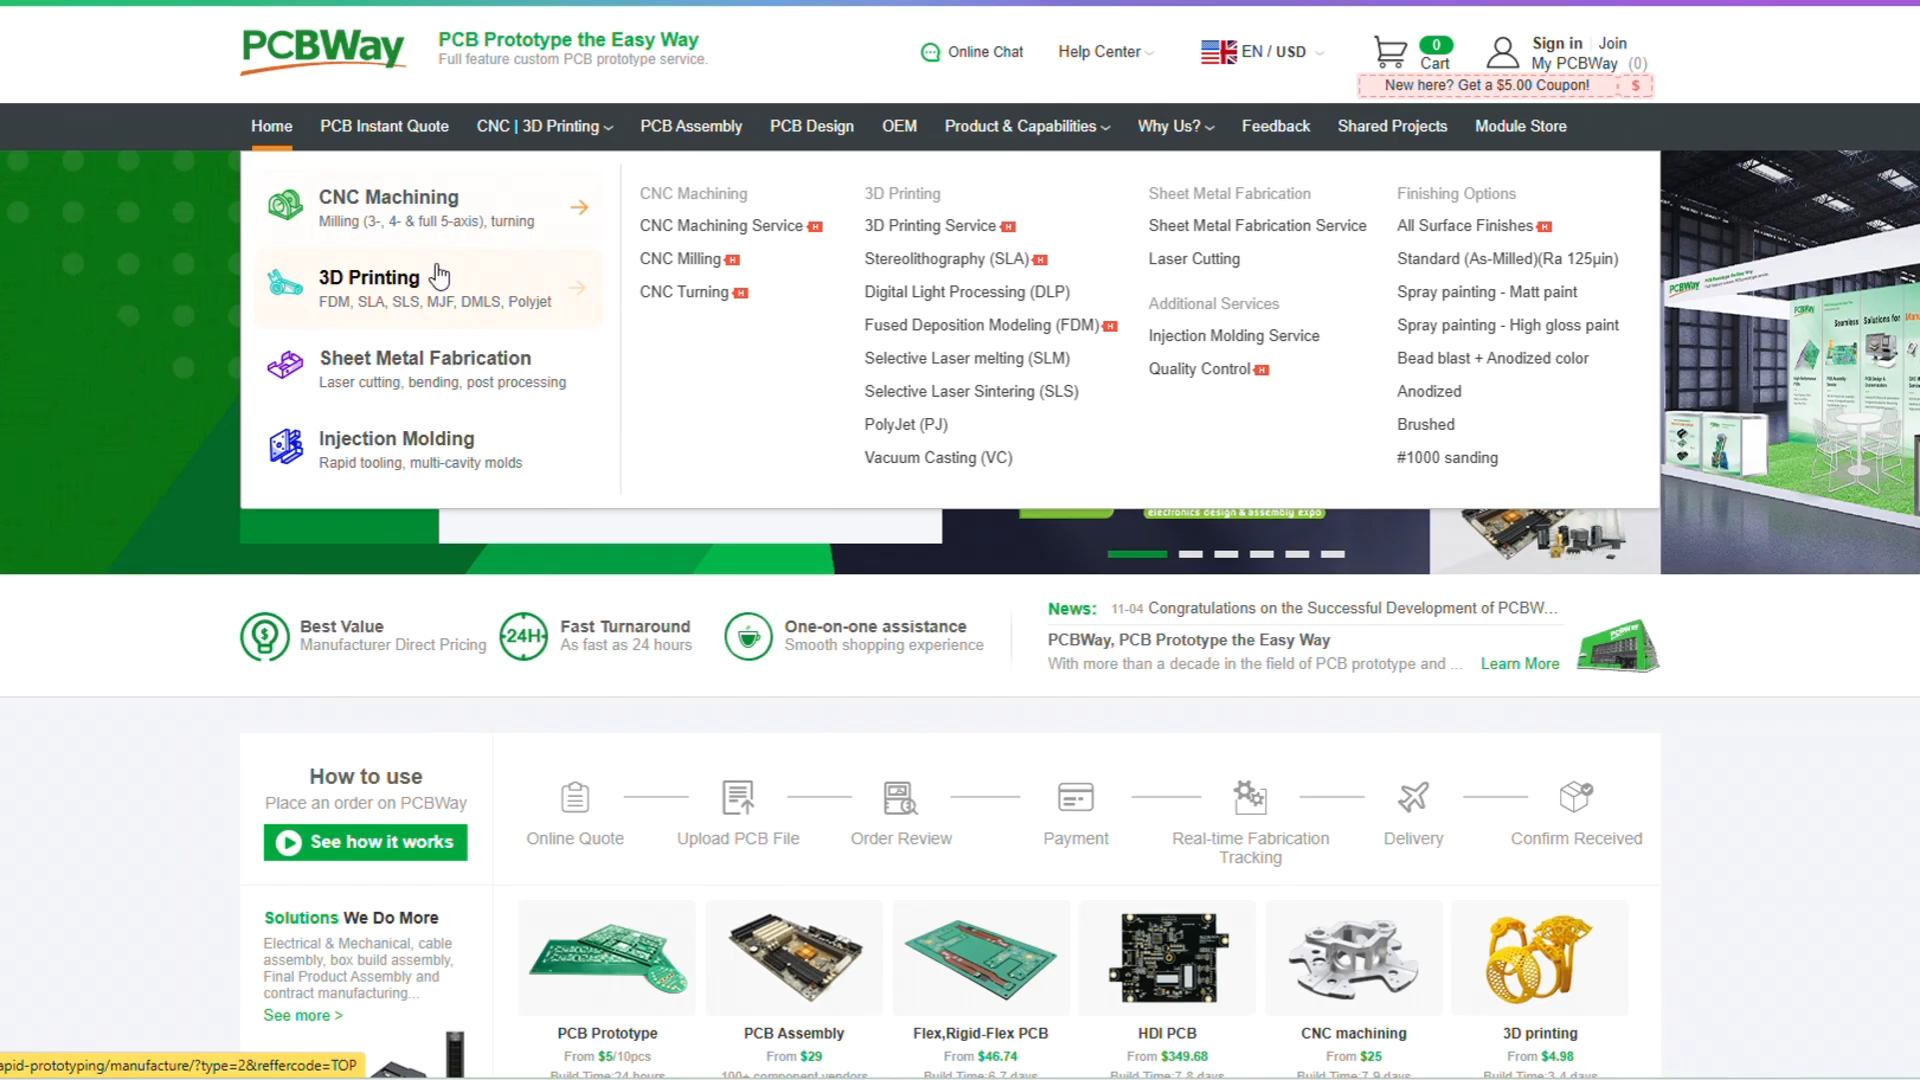 PCBWay
PCB Prototype the Easy Way
Full feature custom PCB prototype service.
Online Chat
Help Center
EN / USD
0
Cart
Sign in
Join
My PCBWay (0)
New here? Get a $5.00 Coupon!
$
Home
PCB Instant Quote
CNC | 3D Printing
PCB Assembly
PCB Design
OEM
Product & Capabilities
Why Us?
Feedback
Shared Projects
Module Store
CNC Machining
Milling (3-, 4- & full 5-axis), turning
3D Printing
FDM, SLA, SLS, MJF, DMLS, Polyjet
Sheet Metal Fabrication
Laser cutting, bending, post processing
Injection Molding
Rapid tooling, multi-cavity molds
CNC Machining
CNC Machining Service H
CNC Milling H
CNC Turning H
3D Printing
3D Printing Service H
Stereolithography (SLA) H
Digital Light Processing (DLP)
Fused Deposition Modeling (FDM) H
Selective Laser melting (SLM)
Selective Laser Sintering (SLS)
PolyJet (PJ)
Vacuum Casting (VC)
Sheet Metal Fabrication
Sheet Metal Fabrication Service
Laser Cutting
Additional Services
Injection Molding Service
Quality Control H
Finishing Options
All Surface Finishes H
Standard (As-Milled)(Ra 125µin)
Spray painting - Matt paint
Spray painting - High gloss paint
Bead blast + Anodized color
Anodized
Brushed
#1000 sanding
PCBWay
PCBWay
Seamless Solutions for
electronics design & assembly expo
Best Value
Manufacturer Direct Pricing
24H
Fast Turnaround
As fast as 24 hours
One-on-one assistance
Smooth shopping experience
News: 11-04 Congratulations on the Successful Development of PCBW...
PCBWay, PCB Prototype the Easy Way
With more than a decade in the field of PCB prototype and ... Learn More
How to use
Place an order on PCBWay
See how it works
Online Quote
Upload PCB File
Order Review
Payment
Real-time Fabrication
Tracking
Delivery
Confirm Received
Solutions We Do More
Electrical & Mechanical, cable
assembly, box build assembly,
Final Product Assembly and
contract manufacturing...
See more >
PCB Prototype
From $5/10pcs
Build Time:24 hours
PCB Assembly
From $29
100+ component vendors
Flex,Rigid-Flex PCB
From $46.74
Build Time:6-7 days
HDI PCB
From $349.68
Build Time:7-8 days
CNC machining
From $25
Build Time:7-9 days
3D printing
From $4.98
Build Time:3-4 days
apid-prototyping/manufacture/?type=2&reffercode=TOP